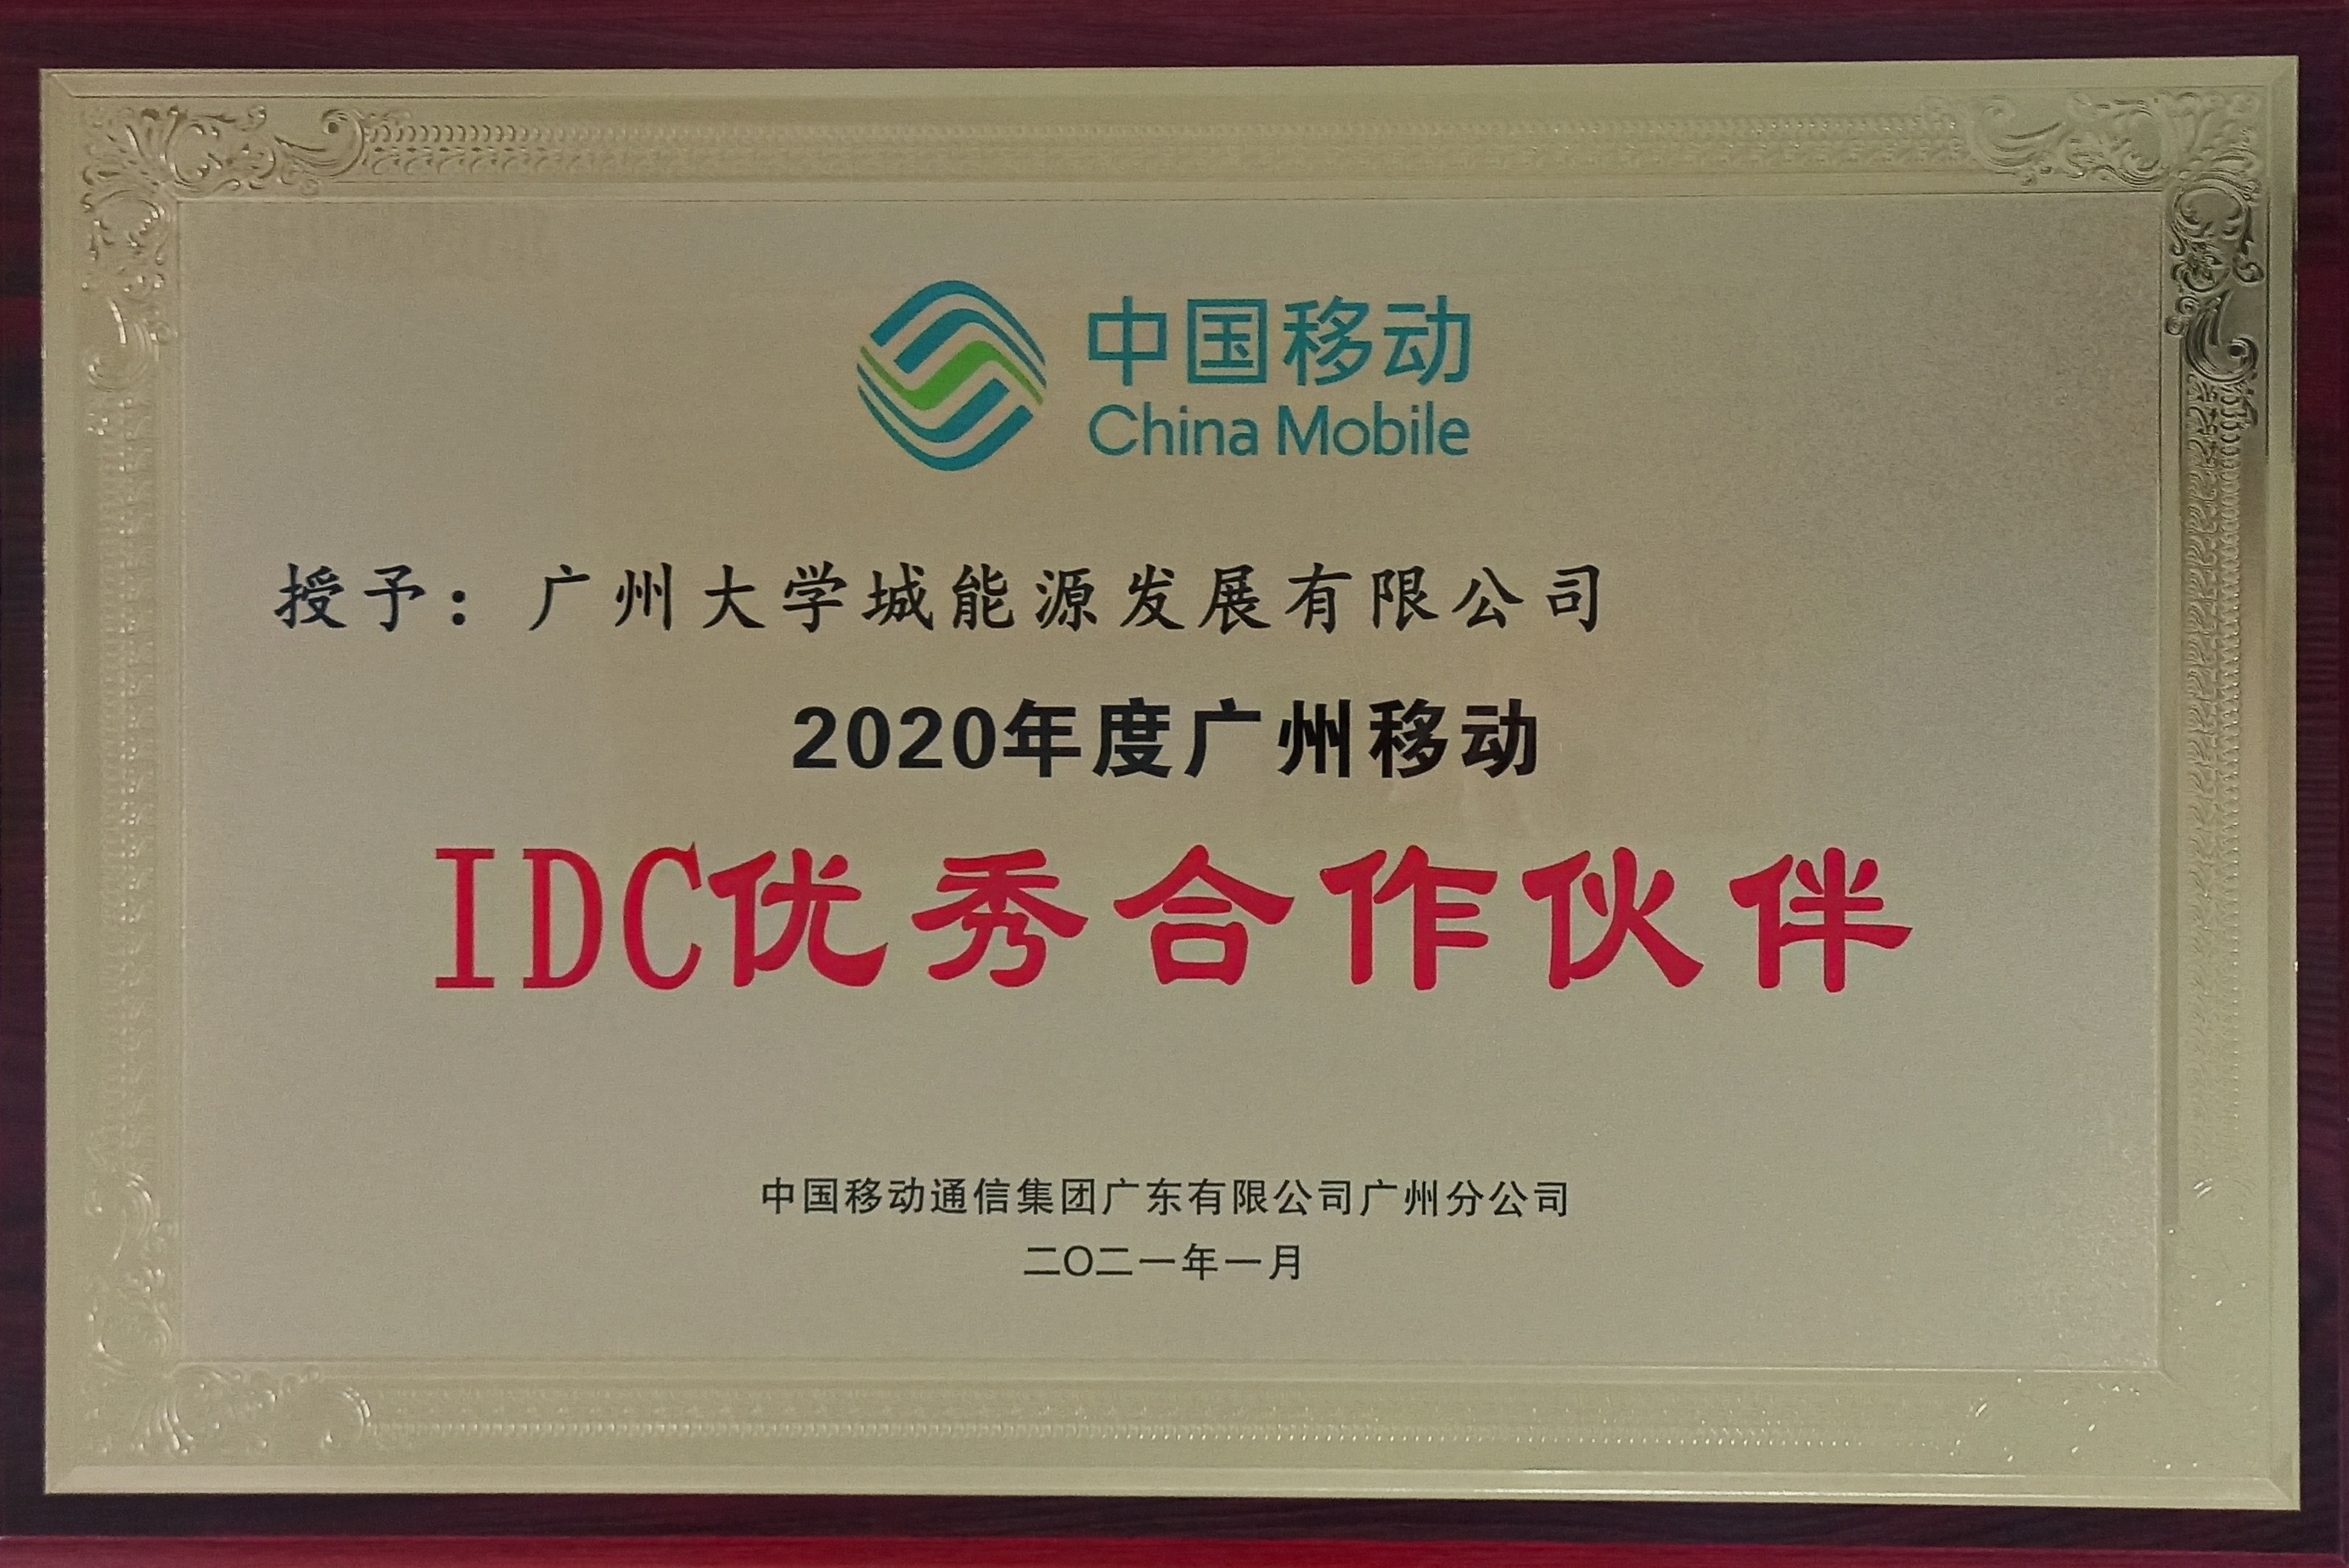 中国移动
China Mobile
授予：广州大学城能源发展有限公司
2020年度广州移动
IDC优秀合作伙伴
中国移动通信集团广东有限公司广州分公司
二〇二一年一月